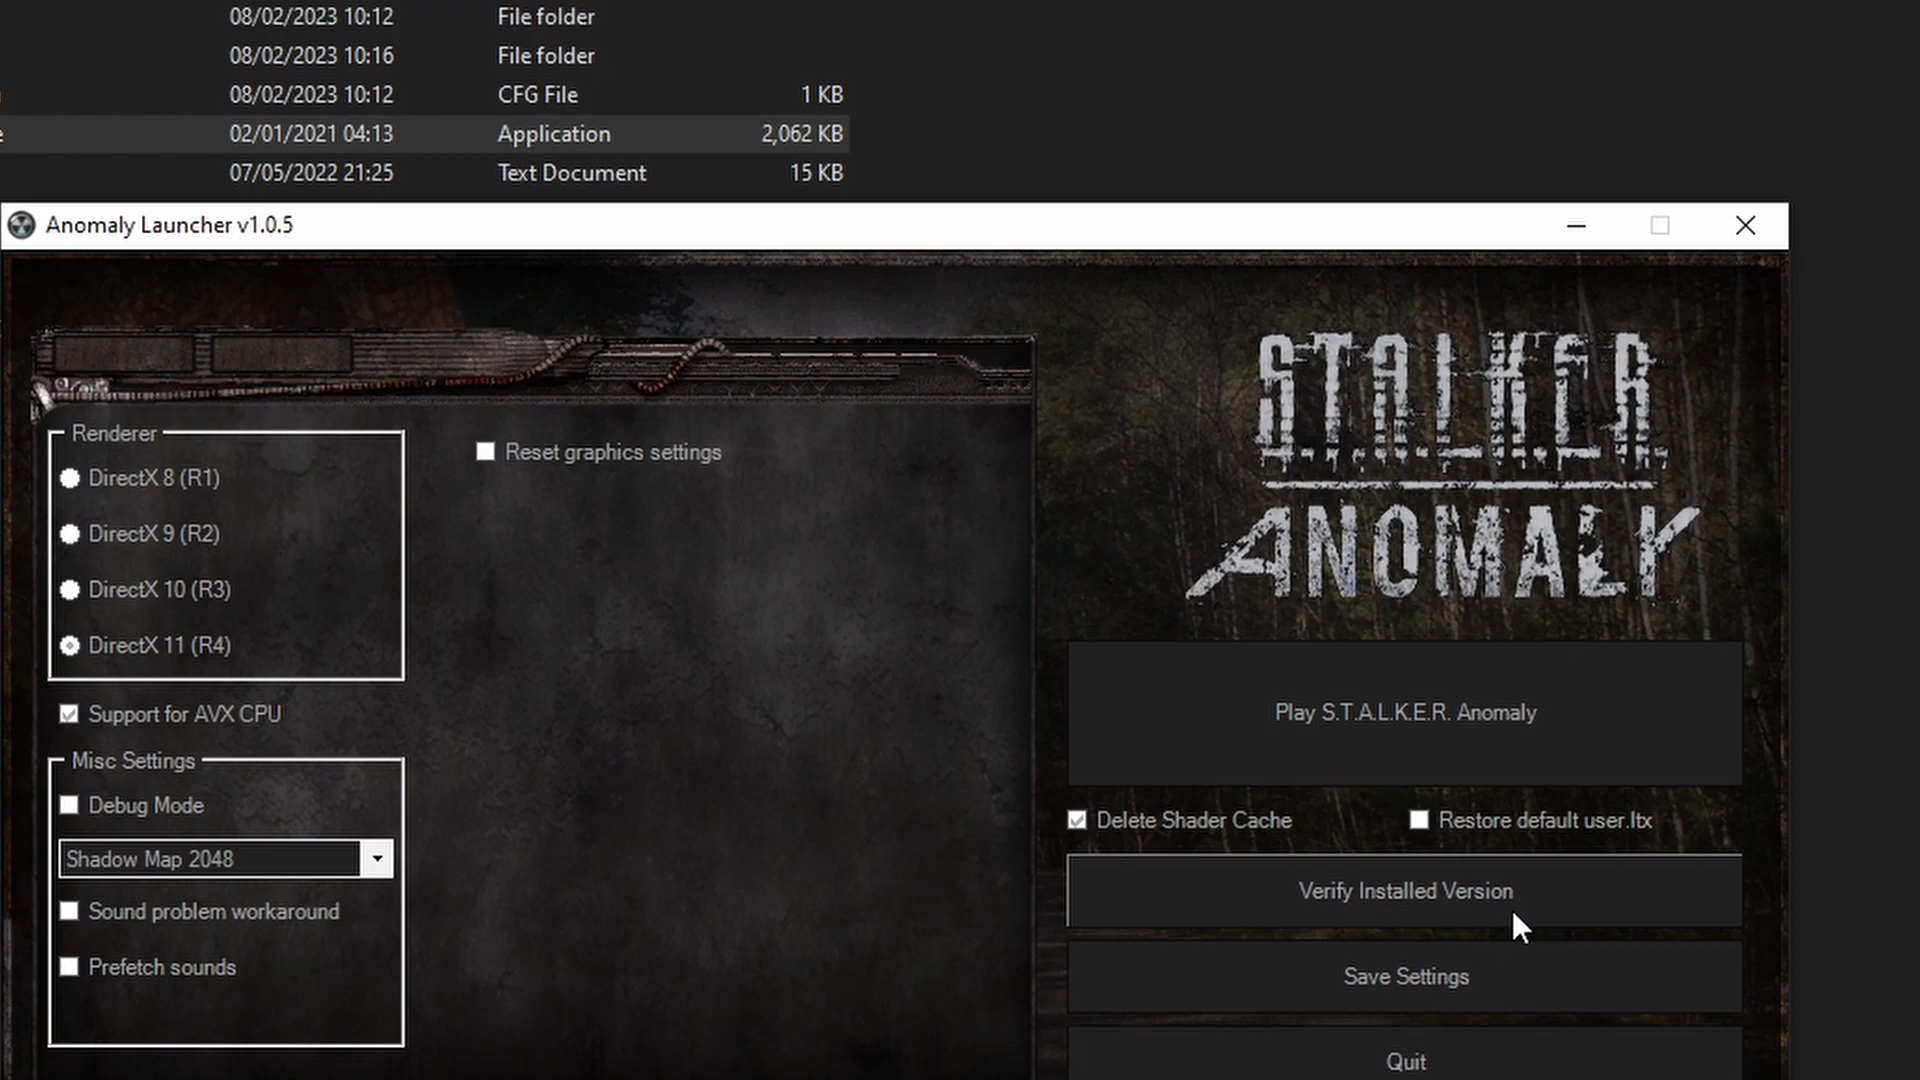 08/02/2023 10:12 File folder
08/02/2023 10:16 File folder
08/02/2023 10:12 CFG File 1 KB
02/01/2021 04:13 Application 2,062 KB
07/05/2022 21:25 Text Document 15 KB
Anomaly Launcher v1.0.5
S.T.A.L.K.E.R.
ANOMALY
Renderer
DirectX 8 (R1)
DirectX 9 (R2)
DirectX 10 (R3)
DirectX 11 (R4)
Reset graphics settings
Support for AVX CPU
Misc Settings
Debug Mode
Shadow Map 2048
Sound problem workaround
Prefetch sounds
Play S.T.A.L.K.E.R. Anomaly
Delete Shader Cache
Restore default user.ltx
Verify Installed Version
Save Settings
Quit